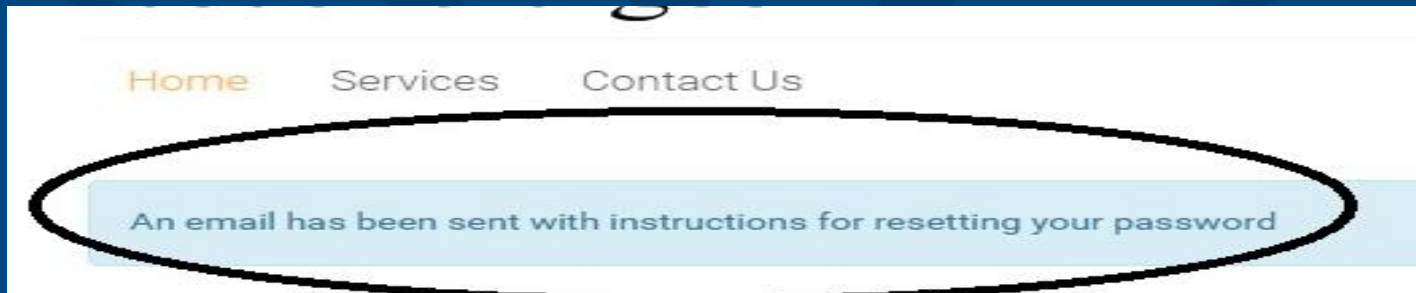 Home Services Contact Us
An email has been sent with instructions for resetting your password